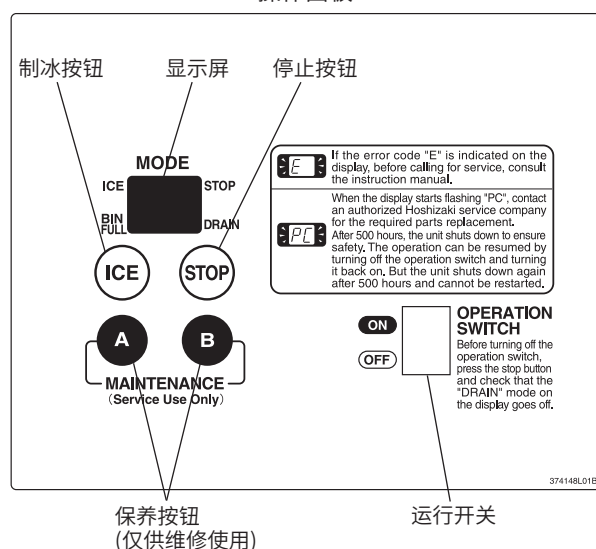 制冰按钮
显示屏
停止按钮
MODE
ICE
STOP
BIN
FULL
DRAIN
ICE
STOP
A
B
MAINTENANCE
(Service Use Only)
E
If the error code "E" is indicated on the
display, before calling for service, consult
the instruction manual.
PC
When the display starts flashing "PC", contact
an authorized Hoshizaki service company
for the required parts replacement.
After 500 hours, the unit shuts down to ensure
safety. The operation can be resumed by
turning off the operation switch and turning
it back on. But the unit shuts down again
after 500 hours and cannot be restarted.
ON
OFF
OPERATION
SWITCH
Before turning off the
operation switch,
press the stop button
and check that the
"DRAIN" mode on
the display goes off.
374148L01B
保养按钮
(仅供维修使用)
运行开关